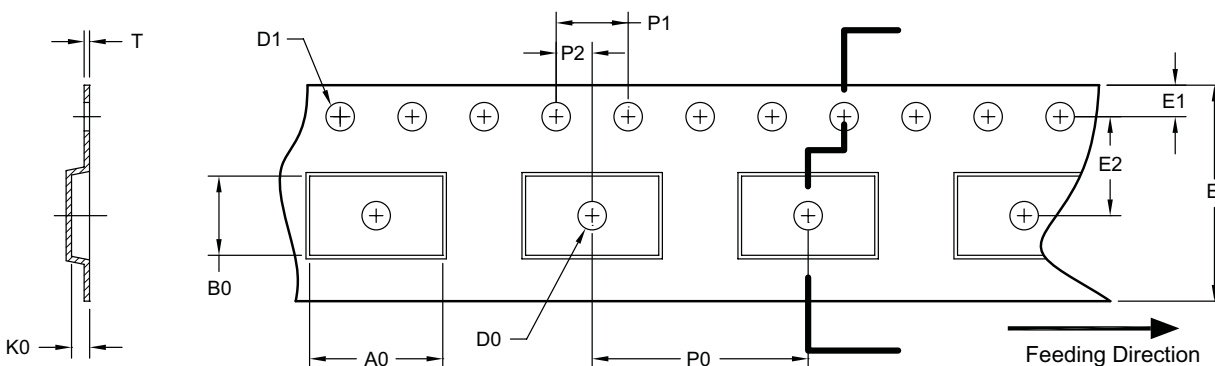 T
D1
P1
P2
E1
E2
E
B0
K0
A0
D0
P0
Feeding Direction